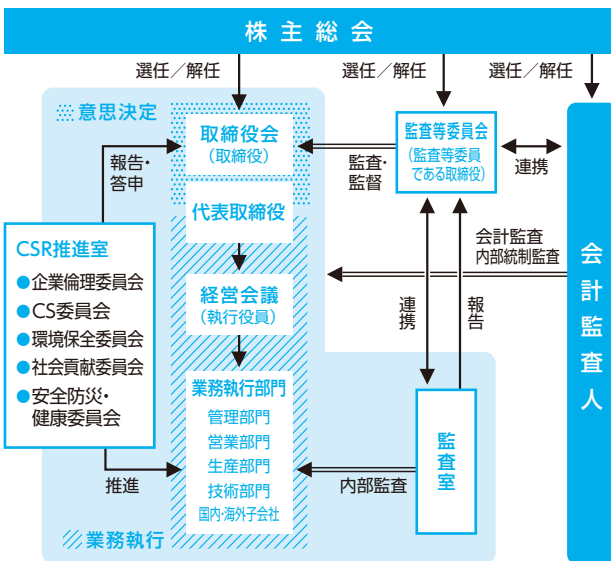 株主総会
選任／解任
選任／解任
選任／解任
意思決定
取締役会
（取締役）
監査等委員会
（監査等委員
である取締役）
連携
監査・
監督
報告・
答申
代表取締役
CSR推進室
●企業倫理委員会
●CS委員会
●環境保全委員会
●社会貢献委員会
●安全防災・
健康委員会
会計監査
内部統制監査
経営会議
（執行役員）
連携
報告
会計監査人
業務執行部門
管理部門
営業部門
生産部門
技術部門
国内・海外子会社
監査室
推進
内部監査
業務執行